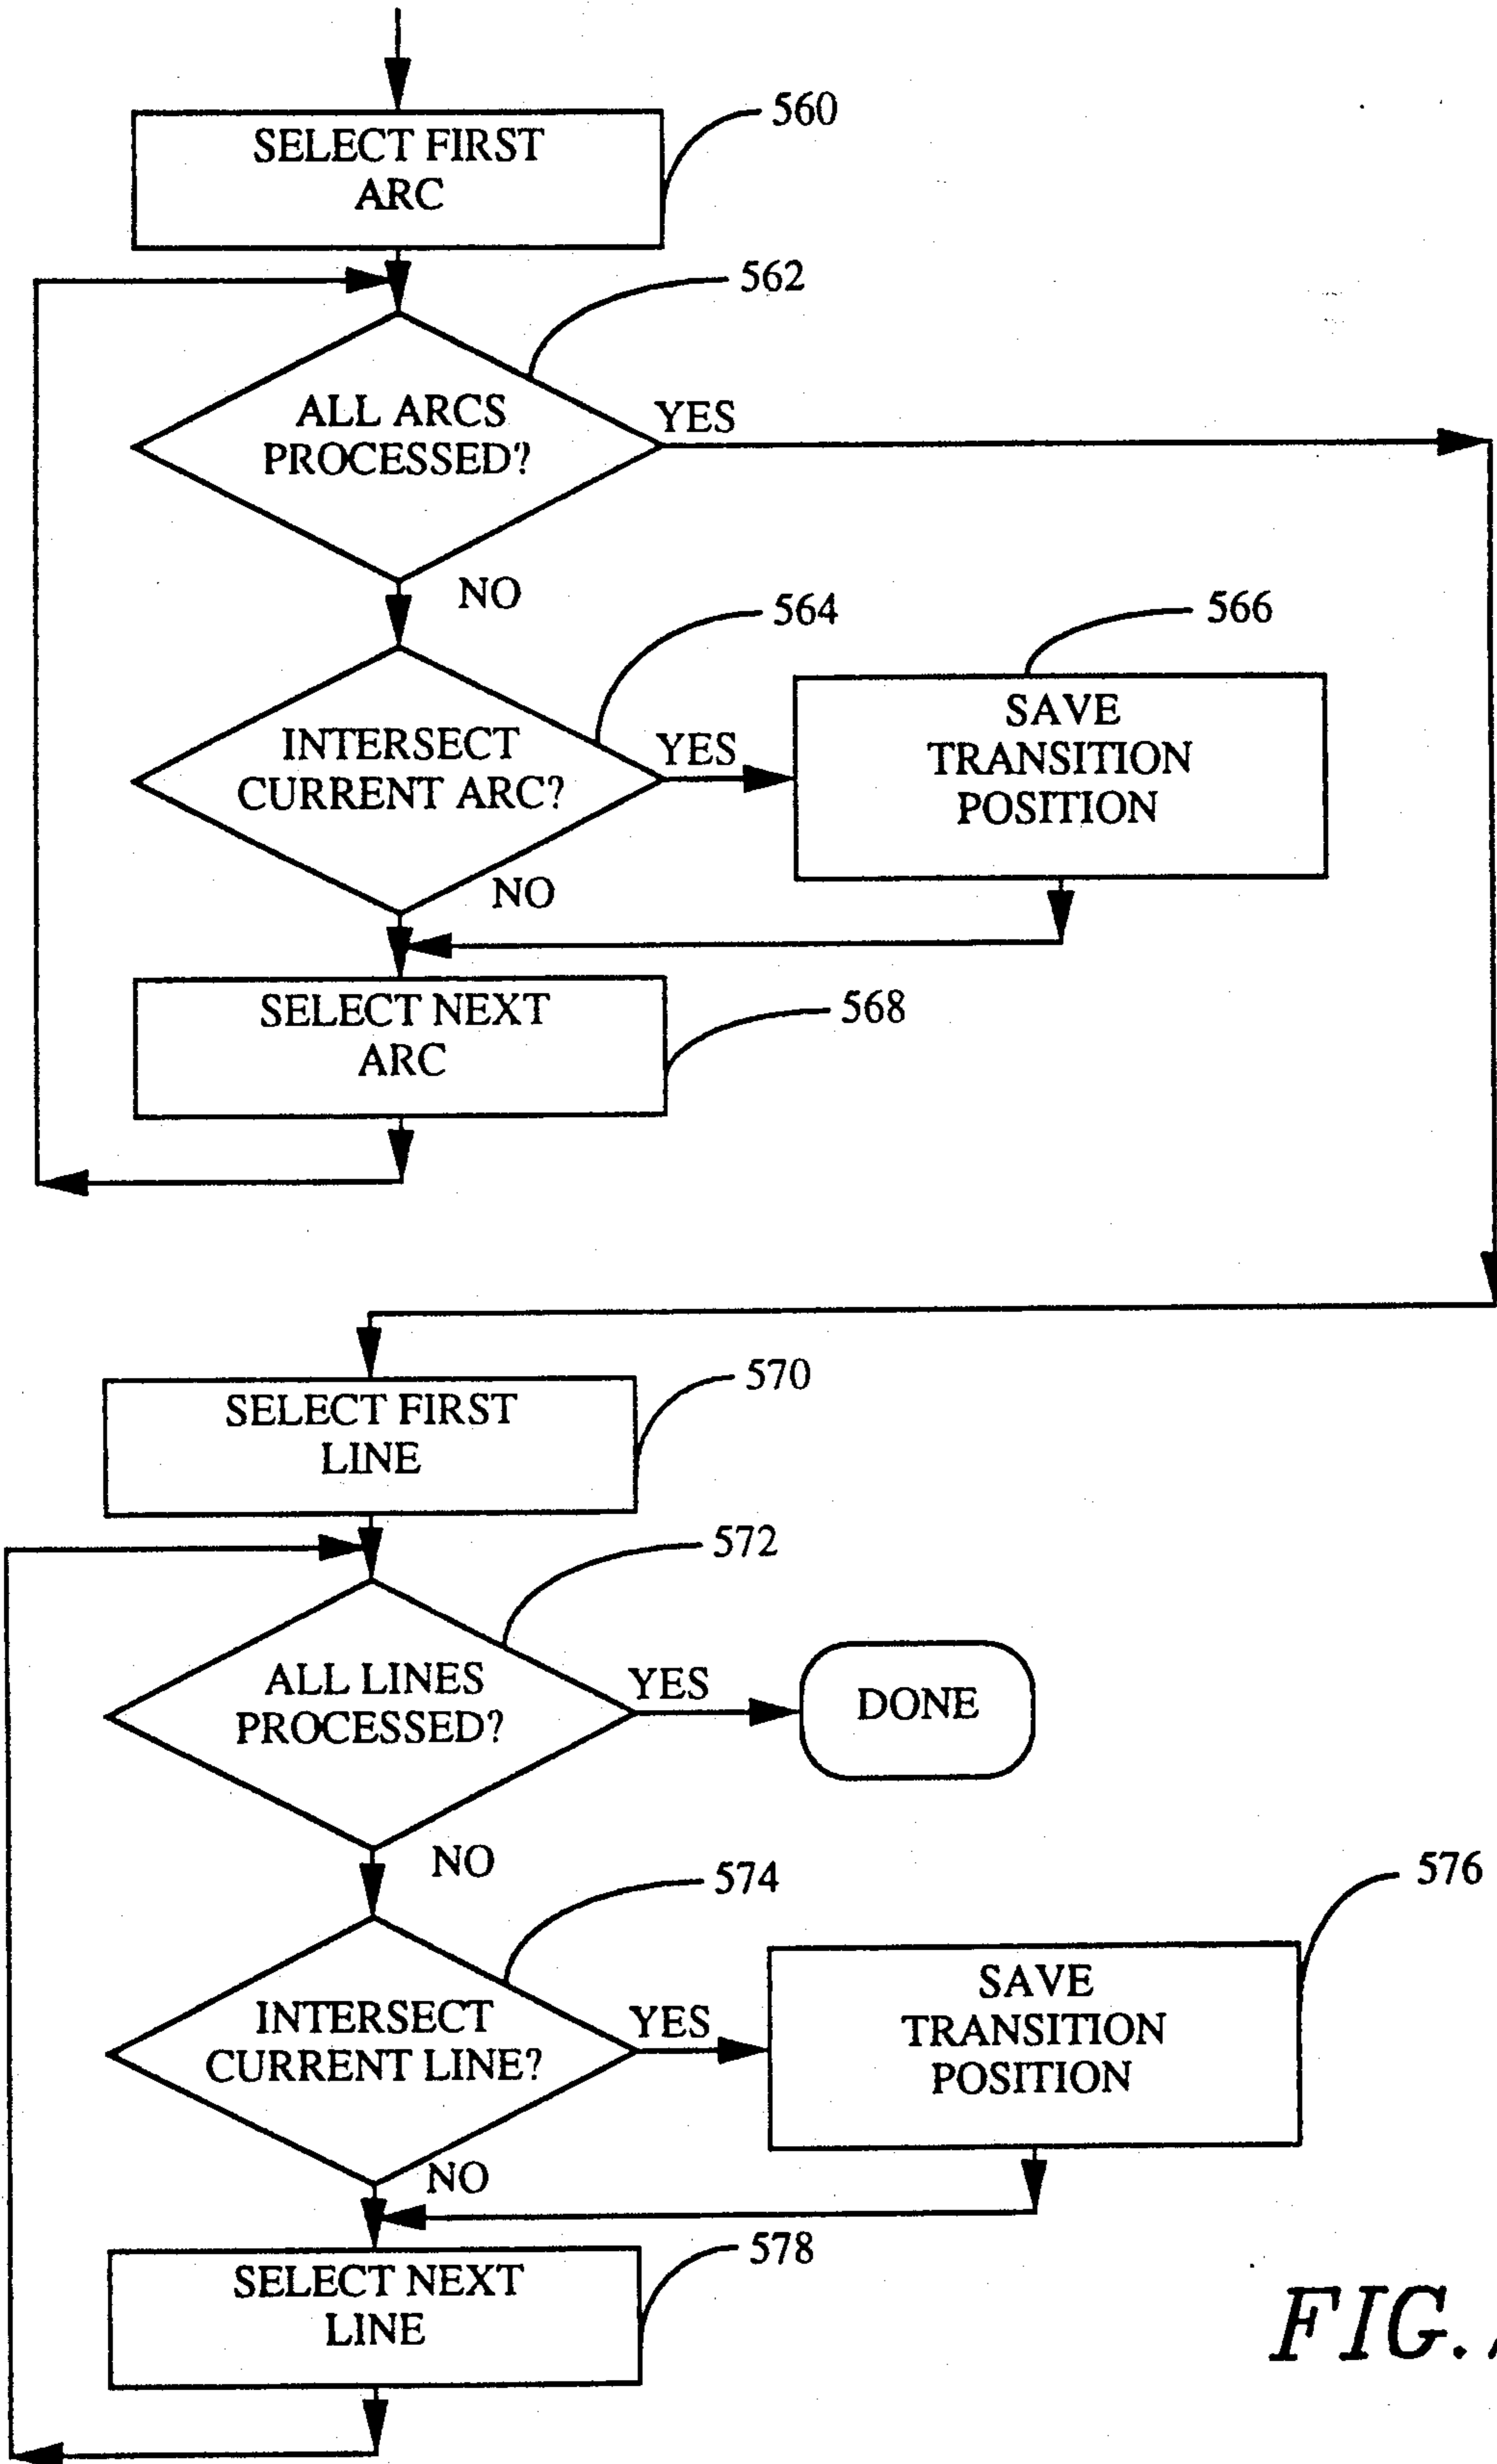 SELECT FIRST
ARC
560
562
ALL ARCS
PROCESSED?
YES
NO
564
566
INTERSECT
CURRENT ARC?
YES
SAVE
TRANSITION
POSITION
NO
SELECT NEXT
ARC
568
SELECT FIRST
LINE
570
572
ALL LINES
PROCESSED?
YES
DONE
NO
574
576
INTERSECT
CURRENT LINE?
YES
SAVE
TRANSITION
POSITION
NO
578
SELECT NEXT
LINE
FIG.